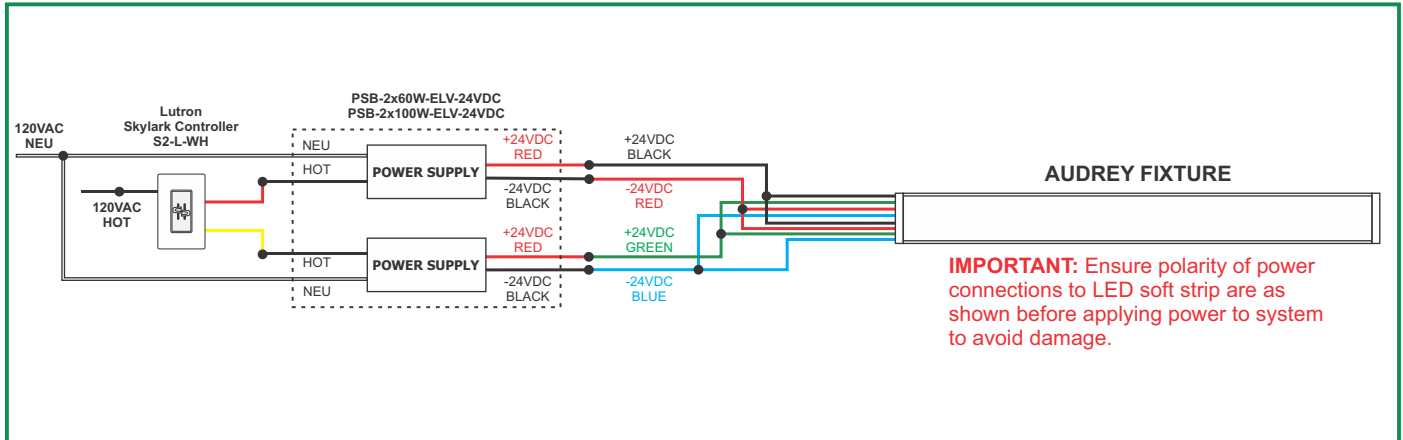 PSB-2x60W-ELV-24VDC
PSB-2x100W-ELV-24VDC
Lutron
Skylark Controller
S2-L-WH
120VAC
NEU
120VAC
HOT
NEU
HOT
POWER SUPPLY
+24VDC
RED
-24VDC
BLACK
+24VDC
BLACK
-24VDC
RED
HOT
NEU
POWER SUPPLY
+24VDC
RED
-24VDC
BLACK
+24VDC
GREEN
-24VDC
BLUE
AUDREY FIXTURE
IMPORTANT: Ensure polarity of power
connections to LED soft strip are as
shown before applying power to system
to avoid damage.